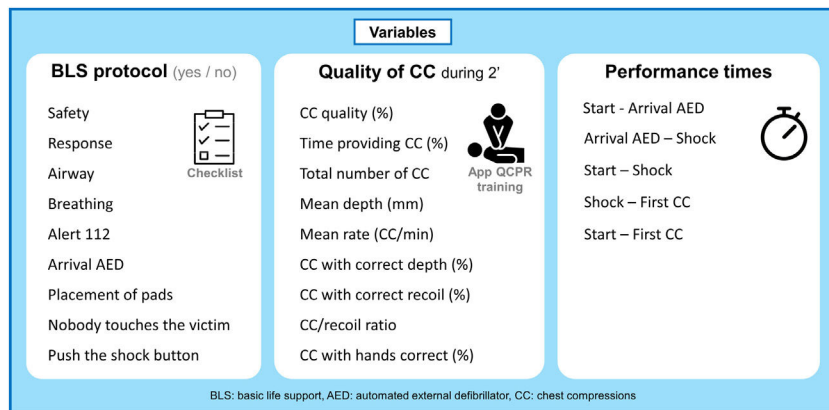 Variables
BLS protocol (yes / no)
Safety
Response
Airway
Breathing
Alert 112
Arrival AED
Placement of pads
Nobody touches the victim
Push the shock button
Checklist
Quality of CC during 2'
CC quality (%)
Time providing CC (%)
Total number of CC
Mean depth (mm)
Mean rate (CC/min)
CC with correct depth (%)
CC with correct recoil (%)
CC/recoil ratio
CC with hands correct (%)
App QCPR
training
Performance times
Start - Arrival AED
Arrival AED – Shock
Start – Shock
Shock – First CC
Start – First CC
BLS: basic life support, AED: automated external defibrillator, CC: chest compressions